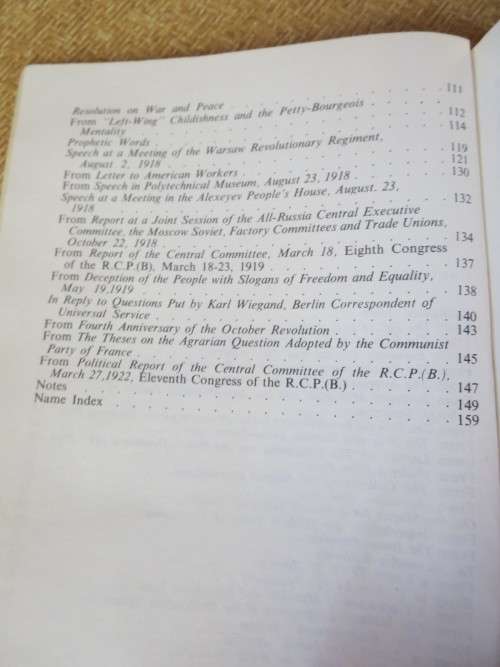 Resolution on War and Peace . . . . . . . . . . 111
From "Left-Wing" Childishness and the Petty-Bourgeois
Mentality . . . . . . . . . . 112
Prophetic Words . . . . . . . . . . 114
Speech at a Meeting of the Warsaw Revolutionary Regiment,
August 2, 1918 . . . . . . . . . . 119
From Letter to American Workers . . . . . . . . . . 121
From Speech in Polytechnical Museum, August 23, 1918 . . . 130
Speech at a Meeting in the Alexeyev People's House, August. 23,
1918 . . . . . . . . . . 132
From Report at a Joint Session of the All-Russia Central Executive
Committee, the Moscow Soviet, Factory Committees and Trade Unions,
October 22, 1918 . . . . . . . . . . 134
From Report of the Central Committee, March 18, Eighth Congress
of the R.C.P.(B), March 18-23, 1919 . . . . . . . . . . 137
From Deception of the People with Slogans of Freedom and Equality,
May 19,1919 . . . . . . . . . . 138
In Reply to Questions Put by Karl Wiegand, Berlin Correspondent of
Universal Service . . . . . . . . . . 140
From Fourth Anniversary of the October Revolution . . . . . . 143
From The Theses on the Agrarian Question Adopted by the Communist
Party of France . . . . . . . . . . 145
From Political Report of the Central Committee of the R.C.P.(B.),
March 27,1922, Eleventh Congress of the R.C.P.(B.) . . . . . . 147
Notes . . . . . . . . . . 149
Name Index . . . . . . . . . . 159